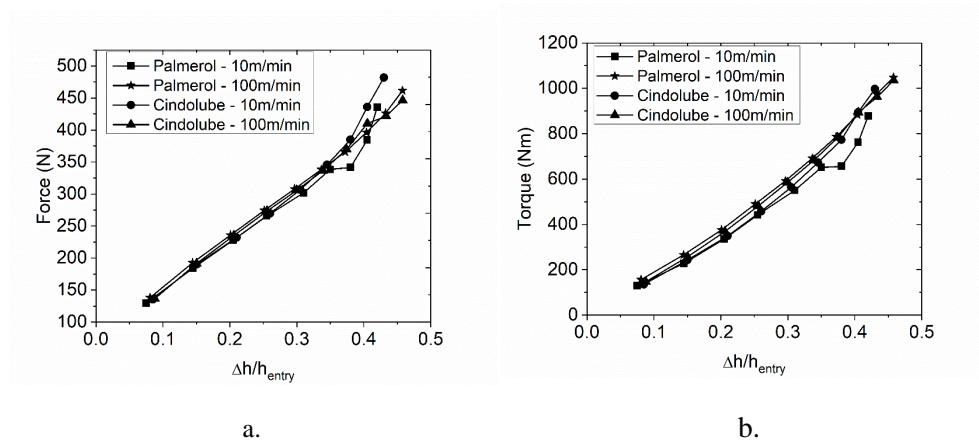 500
450
400
350
300
250
200
150
100
Force (N)
Palmerol - 10m/min
Palmerol - 100m/min
Cindolube - 10m/min
Cindolube - 100m/min
0.0 0.1 0.2 0.3 0.4 0.5
Δh/hentry
a.
1200
1000
800
600
400
200
0
Torque (Nm)
Palmerol - 10m/min
Palmerol - 100m/min
Cindolube - 10m/min
Cindolube - 100m/min
0.0 0.1 0.2 0.3 0.4 0.5
Δh/hentry
b.